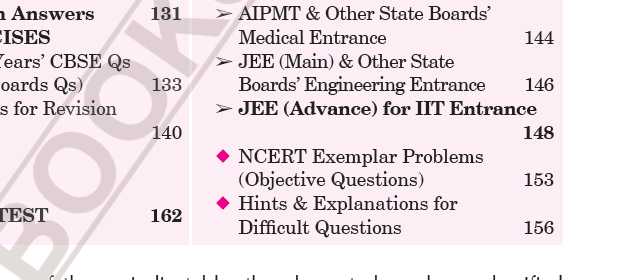 n Answers 131
CISES
Years' CBSE Qs
oards Qs) 133
s for Revision
140
TEST 162
➢ AIPMT & Other State Boards'
Medical Entrance 144
➢ JEE (Main) & Other State
Boards' Engineering Entrance 146
➢ JEE (Advance) for IIT Entrance
148
◆ NCERT Exemplar Problems
(Objective Questions) 153
◆ Hints & Explanations for
Difficult Questions 156
BOOKS